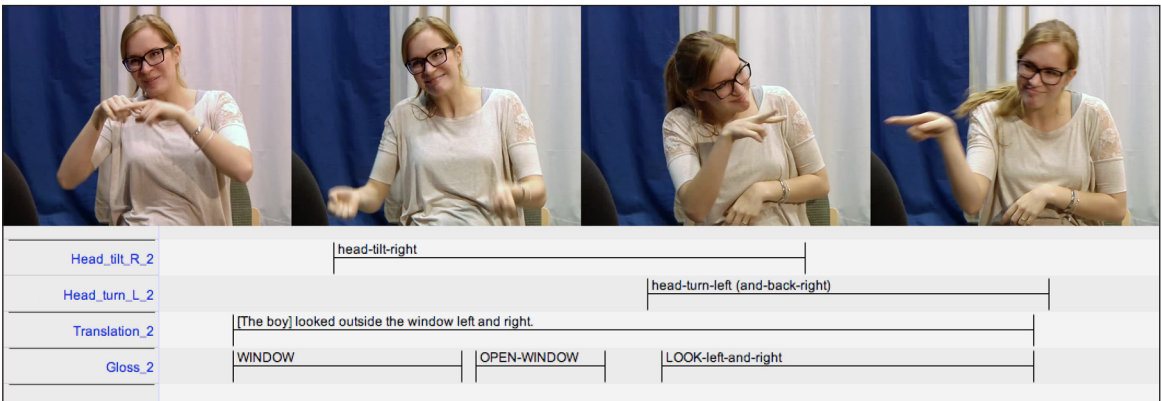 Head_tilt_R_2 head-tilt-right
Head_turn_L_2 head-turn-left (and-back-right)
Translation_2 [The boy] looked outside the window left and right.
Gloss_2 WINDOW OPEN-WINDOW LOOK-left-and-right